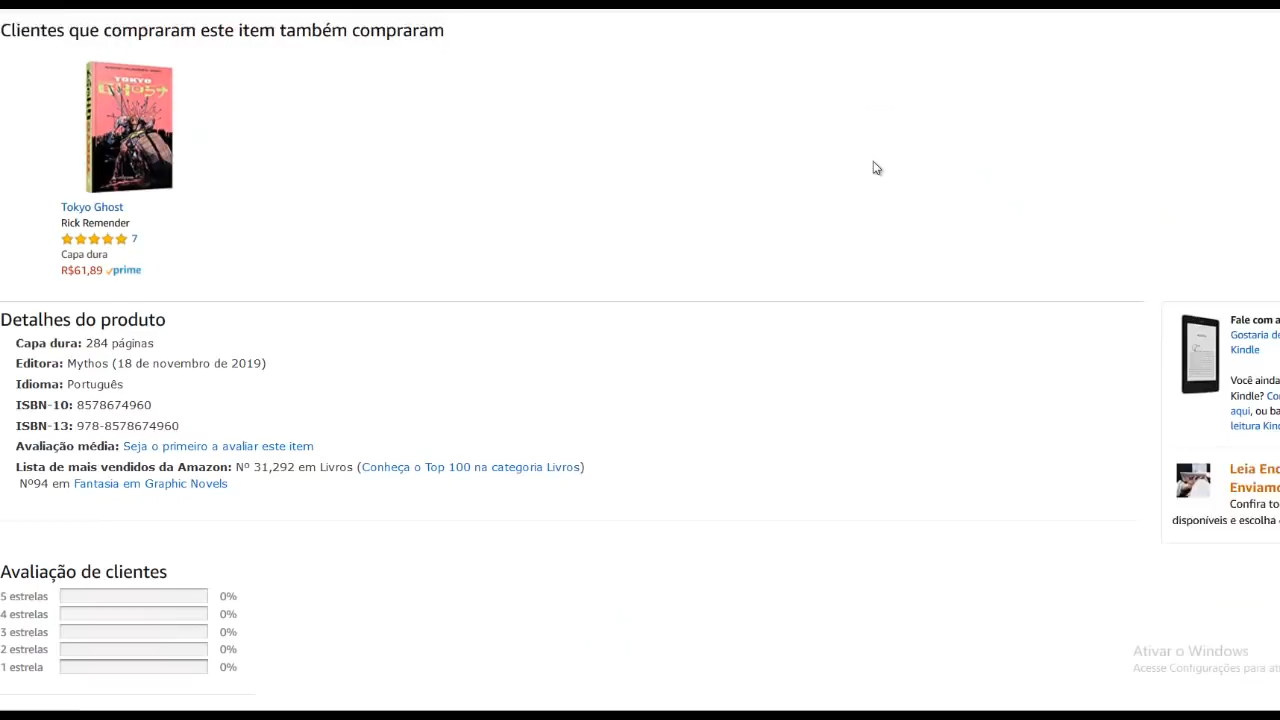 Clientes que compraram este item também compraram
TOKYO
GHOST
Tokyo Ghost
Rick Remender
7
Capa dura
R$61,89 prime
Detalhes do produto
Capa dura: 284 páginas
Editora: Mythos (18 de novembro de 2019)
Idioma: Português
ISBN-10: 8578674960
ISBN-13: 978-8578674960
Avaliação média: Seja o primeiro a avaliar este item
Lista de mais vendidos da Amazon: Nº 31,292 em Livros (Conheça o Top 100 na categoria Livros)
Nº94 em Fantasia em Graphic Novels
Fale com a
Gostaria de
Kindle
Você ainda
Kindle? Co
aqui, ou ba
leitura Kin
Leia En
Enviamo
Confira to
disponíveis e escolha
Avaliação de clientes
5 estrelas 0%
4 estrelas 0%
3 estrelas 0%
2 estrelas 0%
1 estrela 0%
Ativar o Windows
Acesse Configurações para at